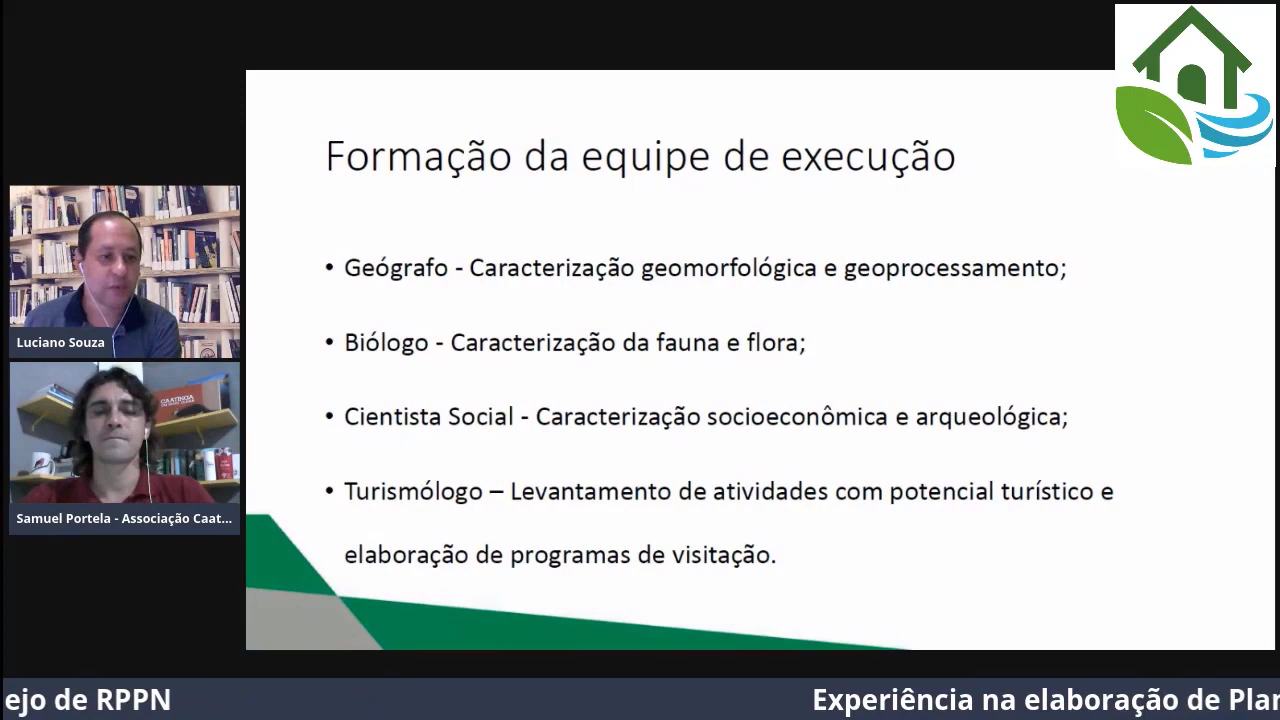 Formação da equipe de execução
• Geógrafo - Caracterização geomorfológica e geoprocessamento;
• Biólogo - Caracterização da fauna e flora;
• Cientista Social - Caracterização socioeconômica e arqueológica;
• Turismólogo – Levantamento de atividades com potencial turístico e
elaboração de programas de visitação.
Luciano Souza
CAATINGA
Samuel Portela - Associação Caat...
ejo de RPPN
Experiência na elaboração de Plan